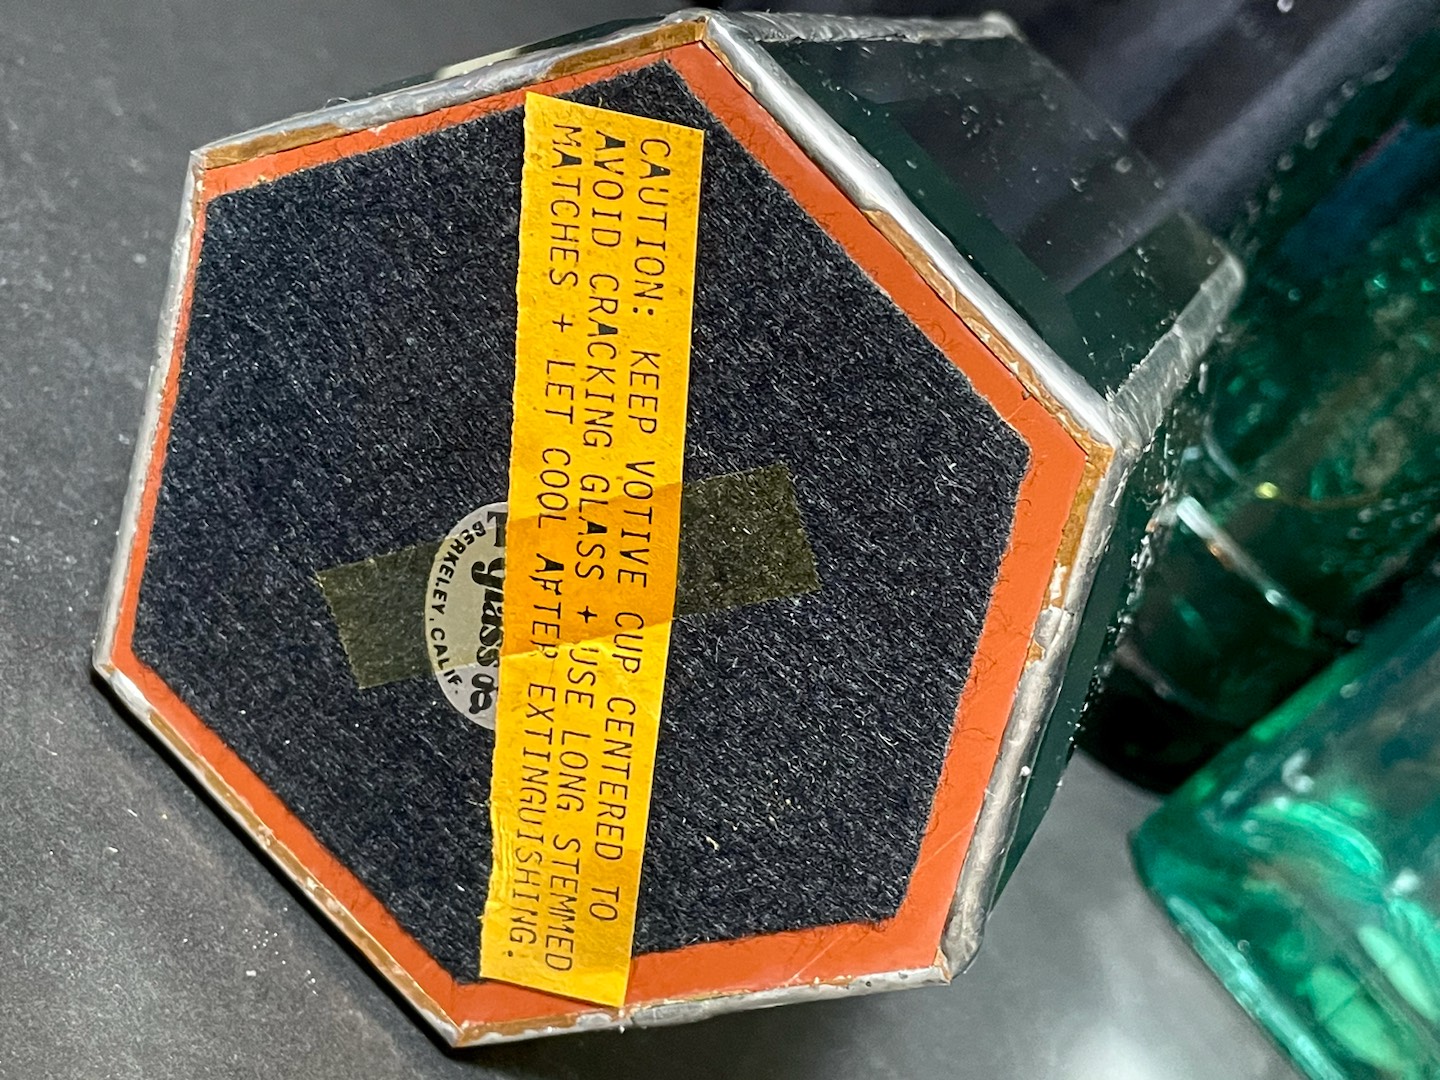 CAUTION: KEEP VOTIVE CUP CENTERED TO
AVOID CRACKING GLASS + USE LONG STEMMED
MATCHES + LET COOL AFTER EXTINGUISHING.
glass
BERKELEY, CALIF.